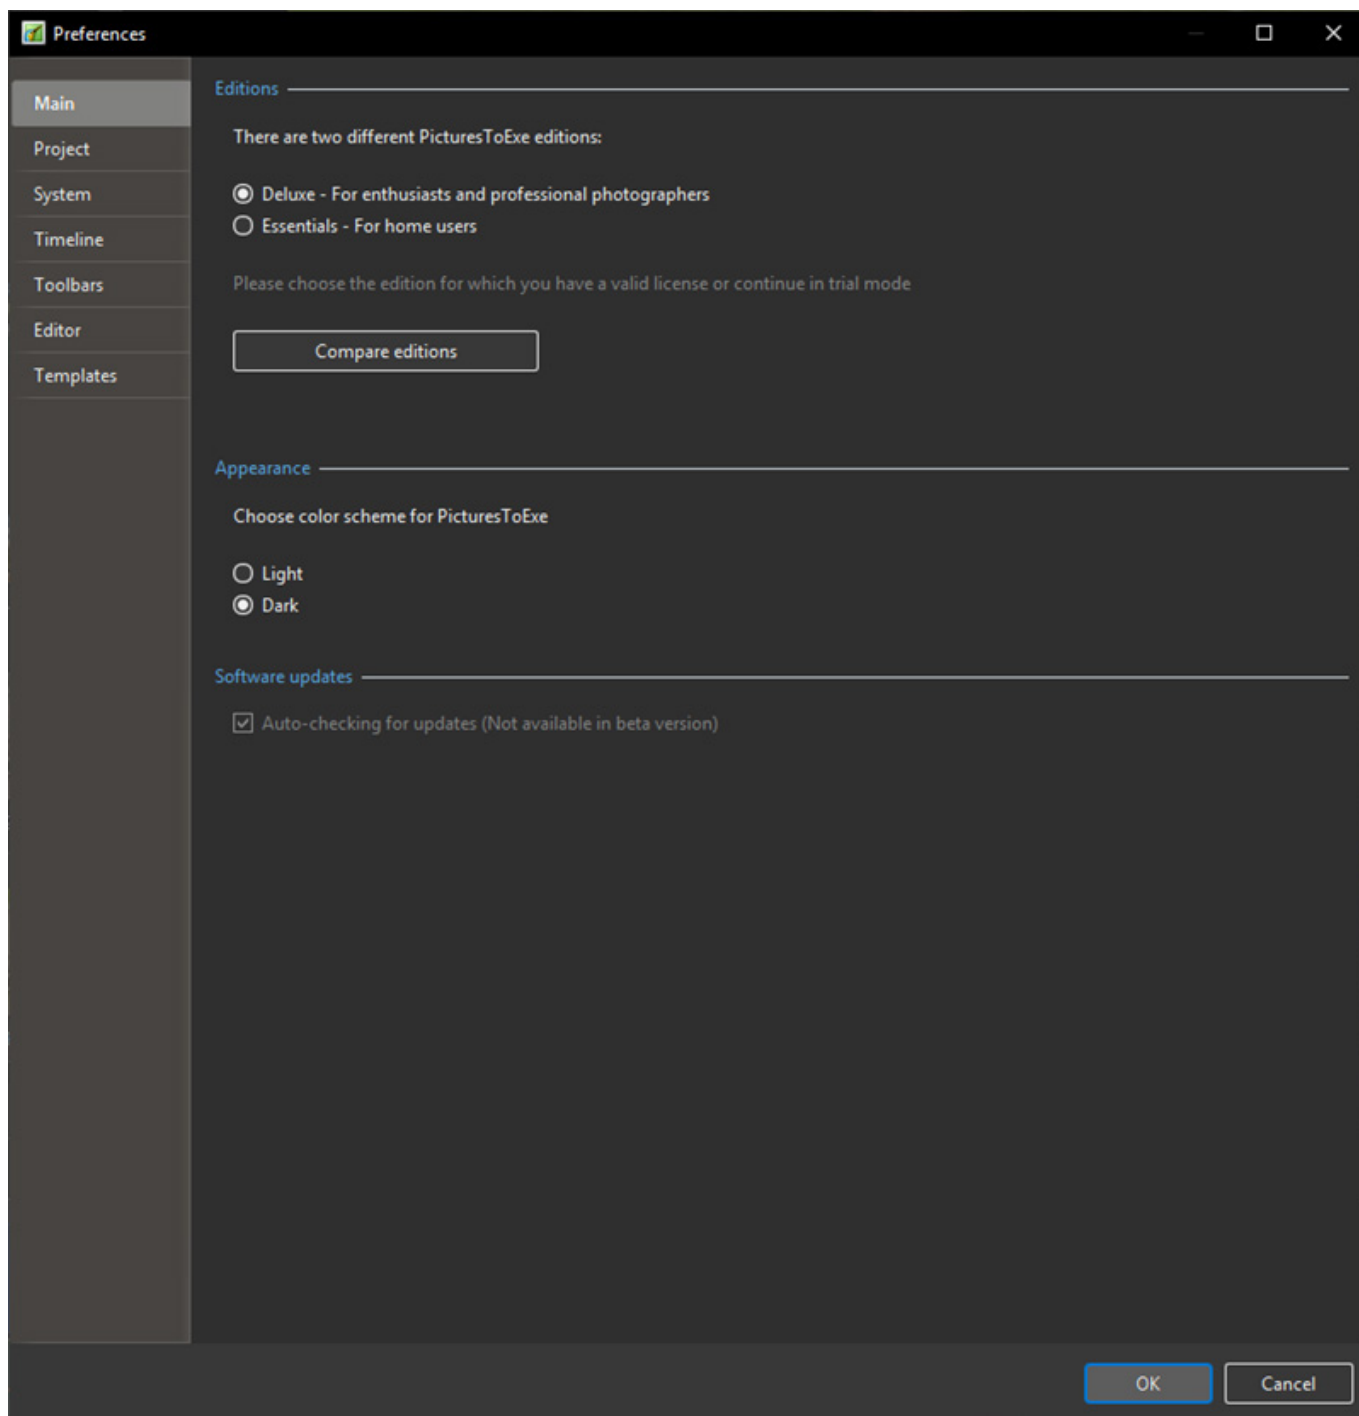 Preferences
Main
Project
System
Timeline
Toolbars
Editor
Templates
Editions
There are two different PicturesToExe editions:
Deluxe - For enthusiasts and professional photographers
Essentials - For home users
Please choose the edition for which you have a valid license or continue in trial mode
Compare editions
Appearance
Choose color scheme for PicturesToExe
Light
Dark
Software updates
Auto-checking for updates (Not available in beta version)
OK
Cancel